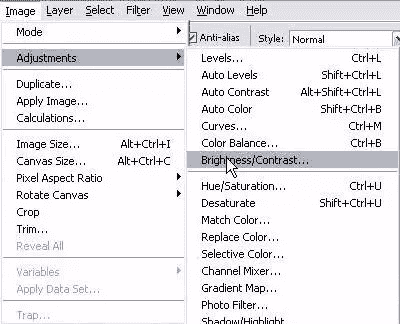 Image Layer Select Filter View Window Help
Anti-alias Style: Normal
Mode
Adjustments
Duplicate...
Apply Image...
Calculations...
Image Size... Alt+Ctrl+I
Canvas Size... Alt+Ctrl+C
Pixel Aspect Ratio
Rotate Canvas
Crop
Trim...
Reveal All
Variables
Apply Data Set...
Trap...
Levels... Ctrl+L
Auto Levels Shift+Ctrl+L
Auto Contrast Alt+Shift+Ctrl+L
Auto Color Shift+Ctrl+B
Curves... Ctrl+M
Color Balance... Ctrl+B
Brightness/Contrast...
Hue/Saturation... Ctrl+U
Desaturate Shift+Ctrl+U
Match Color...
Replace Color...
Selective Color...
Channel Mixer...
Gradient Map...
Photo Filter...
Shadow/Highlight